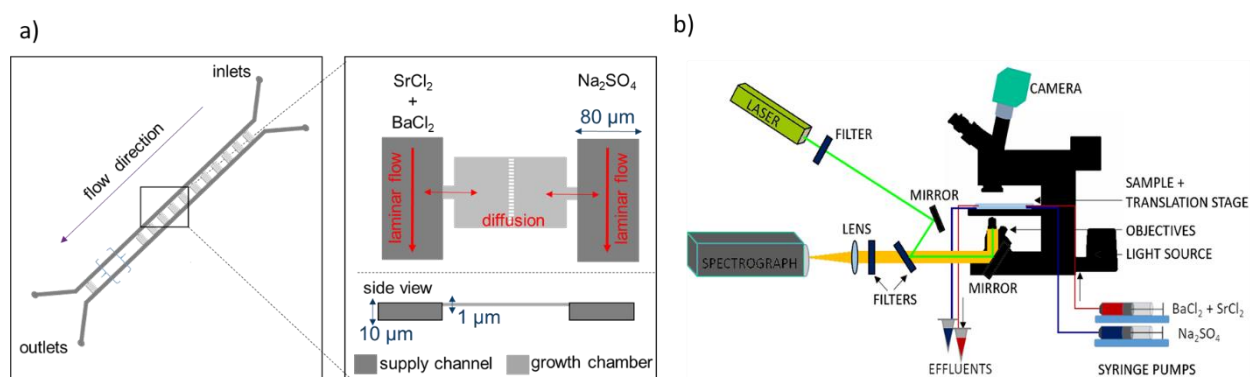 a)
inlets
flow direction
outlets
SrCl₂
+
BaCl₂
Na₂SO₄
80 µm
laminar flow
diffusion
laminar flow
side view
10 µm
1 µm
supply channel
growth chamber
b)
CAMERA
LASER
FILTER
MIRROR
SAMPLE +
TRANSLATION STAGE
OBJECTIVES
LIGHT SOURCE
LENS
SPECTROGRAPH
FILTERS
MIRROR
BaCl₂ + SrCl₂
Na₂SO₄
EFFLUENTS
SYRINGE PUMPS